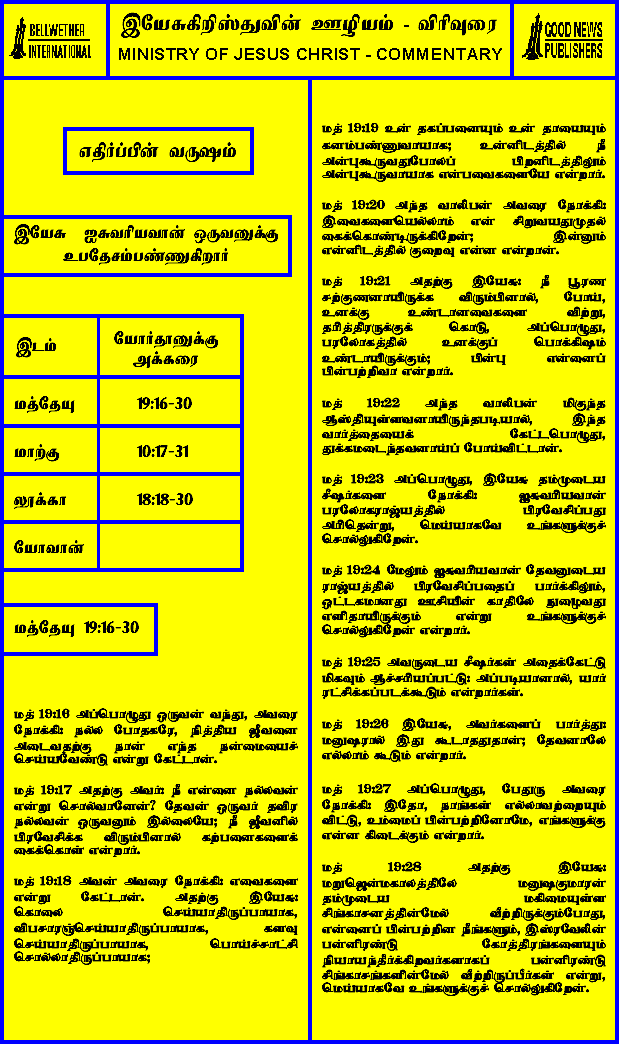 BELLWETHER
INTERNATIONAL
இயேசுகிறிஸ்துவின் ஊழியம் - விரிவுரை
MINISTRY OF JESUS CHRIST - COMMENTARY
GOOD NEWS
PUBLISHERS
எதிர்ப்பின் வருஷம்
இயேசு ஐசுவரியவான் ஒருவனுக்கு
உபதேசம்பண்ணுகிறார்
இடம்
யோர்தானுக்கு
அக்கரை
மத்தேயு 19:16-30
மாற்கு 10:17-31
லூக்கா 18:18-30
யோவான்
மத்தேயு 19:16-30
மத் 19:16 அப்பொழுது ஒருவன் வந்து, அவரை
நோக்கி: நல்ல போதகரே, நித்திய ஜீவனை
அடைவதற்கு நான் எந்த நன்மையைச்
செய்யவேண்டு என்று கேட்டான்.
மத் 19:17 அதற்கு அவர்: நீ என்னை நல்லவன்
என்று சொல்வானேன்? தேவன் ஒருவர் தவிர
நல்லவன் ஒருவனும் இல்லையே; நீ ஜீவனில்
பிரவேசிக்க விரும்பினால் கற்பனைகளைக்
கைக்கொள் என்றார்.
மத் 19:18 அவன் அவரை நோக்கி: எவைகளை
என்று கேட்டான். அதற்கு இயேசு:
கொலை செய்யாதிருப்பாயாக,
விபசாரஞ்செய்யாதிருப்பாயாக, களவு
செய்யாதிருப்பாயாக, பொய்ச்சாட்சி
சொல்லாதிருப்பாயாக;
மத் 19:19 உன் தகப்பனையும் உன் தாயையும்
கனம்பண்ணுவாயாக; உன்னிடத்தில் நீ
அன்புகூருவதுபோலப் பிறனிடத்திலும்
அன்புகூருவாயாக என்பவைகளையே என்றார்.
மத் 19:20 அந்த வாலிபன் அவரை நோக்கி:
இவைகளையெல்லாம் என் சிறுவயதுமுதல்
கைக்கொண்டிருக்கிறேன்; இன்னும்
என்னிடத்தில் குறைவு என்ன என்றான்.
மத் 19:21 அதற்கு இயேசு: நீ பூரண
சற்குணனாயிருக்க விரும்பினால், போய்,
உனக்கு உண்டானவைகளை விற்று,
தரித்திரருக்குக் கொடு, அப்பொழுது,
பரலோகத்தில் உனக்குப் பொக்கிஷம்
உண்டாயிருக்கும்; பின்பு என்னைப்
பின்பற்றிவா என்றார்.
மத் 19:22 அந்த வாலிபன் மிகுந்த
ஆஸ்தியுள்ளவனாயிருந்தபடியால், இந்த
வார்த்தையைக் கேட்டபொழுது,
துக்கமடைந்தவனாய்ப் போய்விட்டான்.
மத் 19:23 அப்பொழுது, இயேசு தம்முடைய
சீஷர்களை நோக்கி: ஐசுவரியவான்
பரலோகராஜ்யத்தில் பிரவேசிப்பது
அரிதென்று, மெய்யாகவே உங்களுக்குச்
சொல்லுகிறேன்.
மத் 19:24 மேலும் ஐசுவரியவான் தேவனுடைய
ராஜ்யத்தில் பிரவேசிப்பதைப் பார்க்கிலும்,
ஒட்டகமானது ஊசியின் காதிலே நுழைவது
எளிதாயிருக்கும் என்று உங்களுக்குச்
சொல்லுகிறேன் என்றார்.
மத் 19:25 அவருடைய சீஷர்கள் அதைக்கேட்டு
மிகவும் ஆச்சரியப்பட்டு: அப்படியானால், யார்
ரட்சிக்கப்படக்கூடும் என்றார்கள்.
மத் 19:26 இயேசு, அவர்களைப் பார்த்து:
மனுஷரால் இது கூடாததுதான்; தேவனாலே
எல்லாம் கூடும் என்றார்.
மத் 19:27 அப்பொழுது, பேதுரு அவரை
நோக்கி: இதோ, நாங்கள் எல்லாவற்றையும்
விட்டு, உம்மைப் பின்பற்றினோமே, எங்களுக்கு
என்ன கிடைக்கும் என்றார்.
மத் 19:28 அதற்கு இயேசு:
மறுஜென்மகாலத்திலே மனுஷகுமாரன்
தம்முடைய மகிமையுள்ள
சிங்காசனத்தின்மேல் வீற்றிருக்கும்போது,
என்னைப் பின்பற்றின நீங்களும், இஸ்ரவேலின்
பன்னிரண்டு கோத்திரங்களையும்
நியாயந்தீர்க்கிறவர்களாகப் பன்னிரண்டு
சிங்காசங்களின்மேல் வீற்றிருப்பீர்கள் என்று,
மெய்யாகவே உங்களுக்குச் சொல்லுகிறேன்.